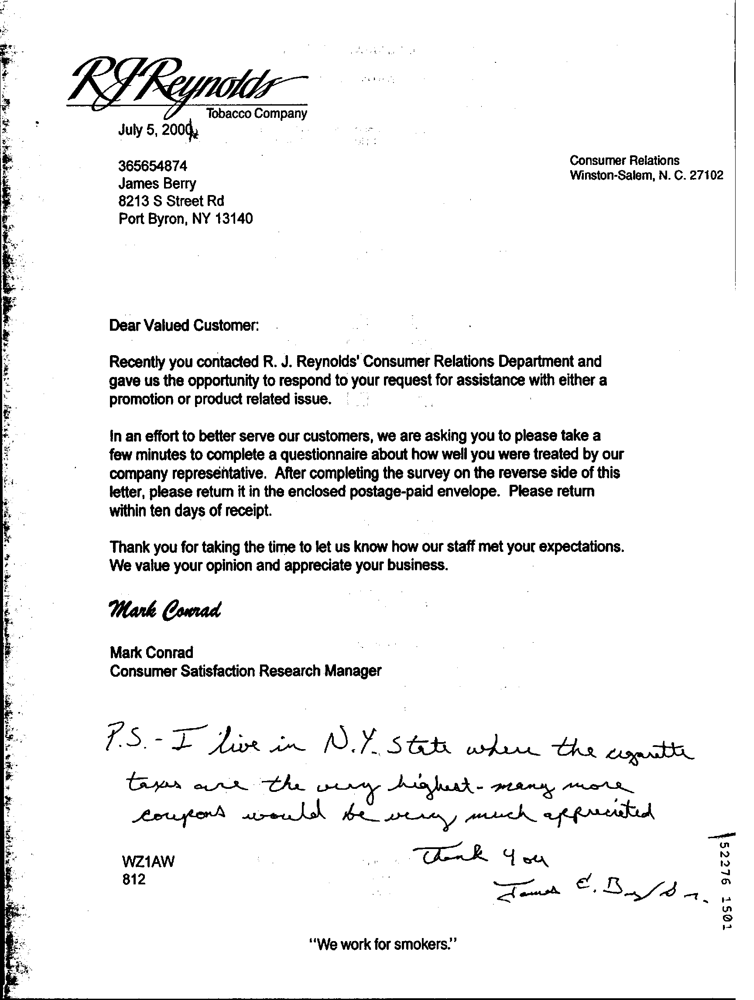 RJReynolds
Tobacco Company
July 5, 2000
365654874
James Berry
8213 S Street Rd
Port Byron, NY 13140
Consumer Relations
Winston-Salem, N. C. 27102
Dear Valued Customer:
Recently you contacted R. J. Reynolds' Consumer Relations Department and
gave us the opportunity to respond to your request for assistance with either a
promotion or product related issue.
In an effort to better serve our customers, we are asking you to please take a
few minutes to complete a questionnaire about how well you were treated by our
company representative. After completing the survey on the reverse side of this
letter, please return it in the enclosed postage-paid envelope. Please return
within ten days of receipt.
Thank you for taking the time to let us know how our staff met your expectations.
We value your opinion and appreciate your business.
Mark Conrad
Mark Conrad
Consumer Satisfaction Research Manager
P.S. - I live in N.Y. State where the cigarette
taxes are the very highest - many more
coupons would be very much appreciated
Thank you
James E. Sr.
WZ1AW
812
52276 1501
"We work for smokers."